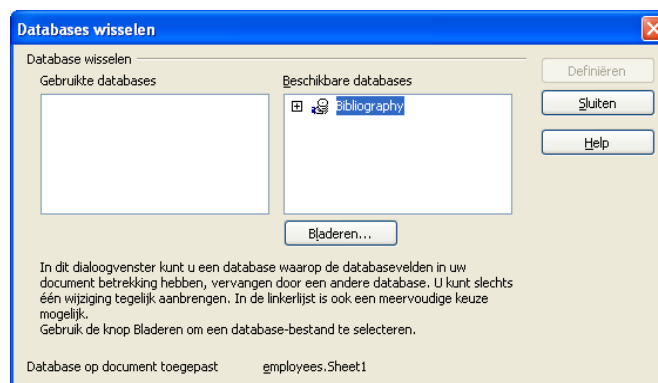 Databases wisselen
Database wisselen
Gebruikte databases
Beschikbare databases
Definiëren
Bibliography
Sluiten
Help
Bladeren...
In dit dialoogvenster kunt u een database waarop de databasevelden in uw
document betrekking hebben, vervangen door een andere database. U kunt slechts
één wijziging tegelijk aanbrengen. In de linkerlijst is ook een meervoudige keuze
mogelijk.
Gebruik de knop Bladeren om een database-bestand te selecteren.
Database op document toegepast employees.Sheet1